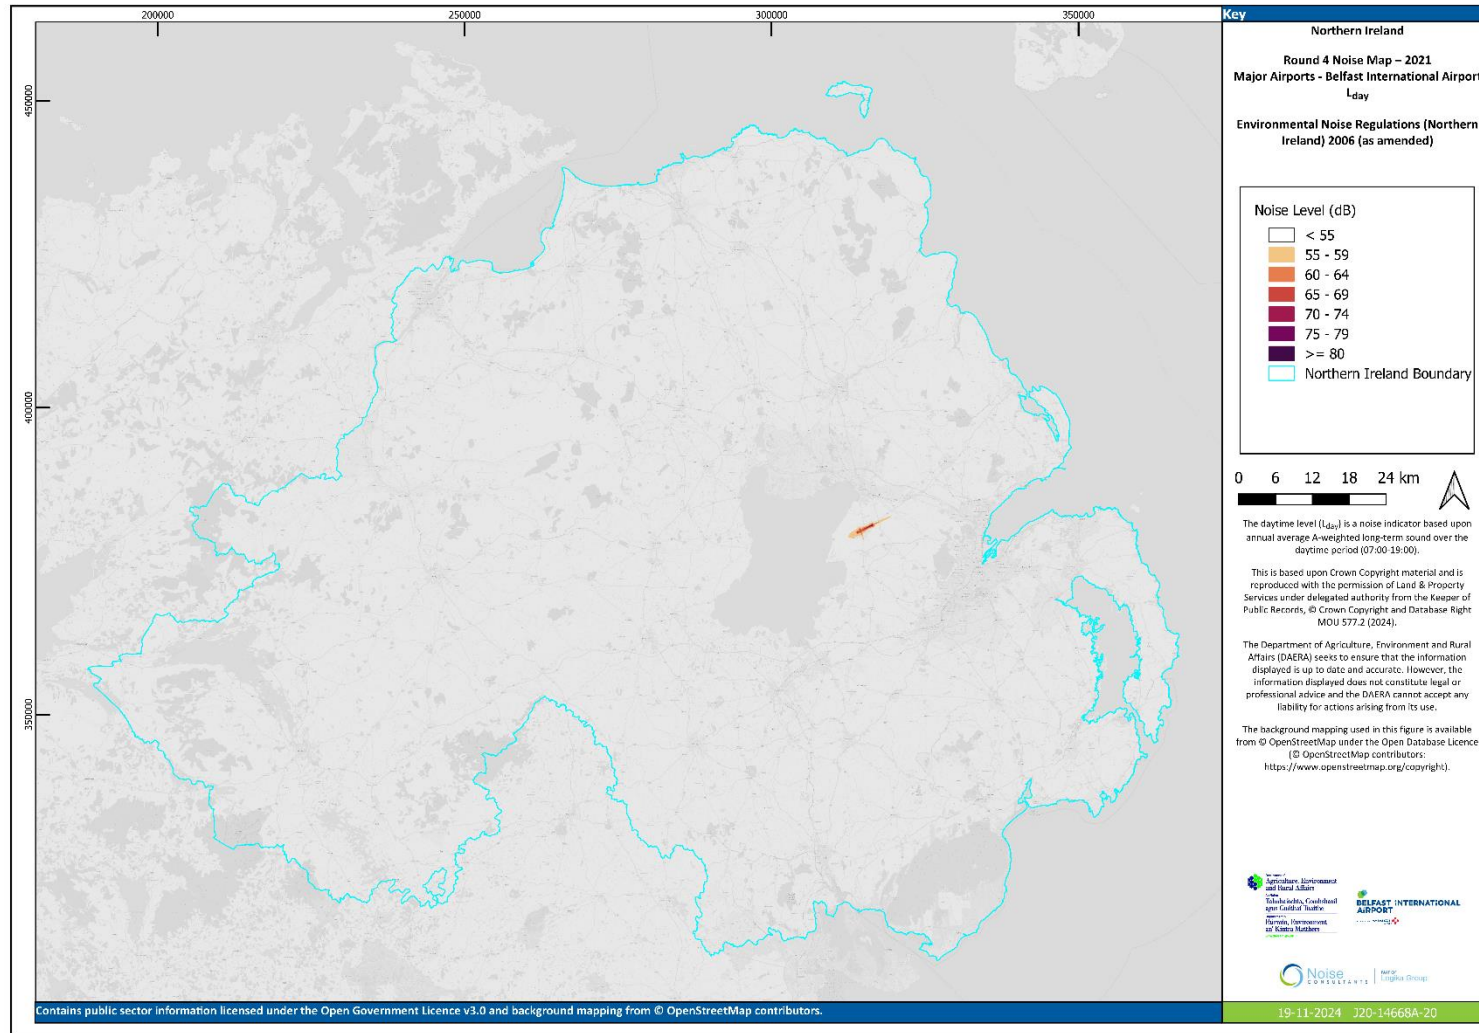 200000
250000
300000
350000
450000
400000
350000
Key
Northern Ireland
Round 4 Noise Map – 2021
Major Airports - Belfast International Airport
Lday
Environmental Noise Regulations (Northern
Ireland) 2006 (as amended)
Noise Level (dB)
< 55
55 - 59
60 - 64
65 - 69
70 - 74
75 - 79
>= 80
Northern Ireland Boundary
0 6 12 18 24 km
The daytime level (Lday) is a noise indicator based upon
annual average A-weighted long-term sound over the
daytime period (07:00-19:00).
This is based upon Crown Copyright material and is
reproduced with the permission of Land & Property
Services under delegated authority from the Keeper of
Public Records, © Crown Copyright and Database Right
MOU 577.2 (2024).
The Department of Agriculture, Environment and Rural
Affairs (DAERA) seeks to ensure that the information
displayed is up to date and accurate. However, the
information displayed does not constitute legal or
professional advice and the DAERA cannot accept any
liability for actions arising from its use.
The background mapping used in this figure is available
from © OpenStreetMap under the Open Database Licence
(© OpenStreetMap contributors:
https://www.openstreetmap.org/copyright).
Agriculture, Environment
and Rural Affairs
BELFAST INTERNATIONAL
AIRPORT
Noise
CONSULTANTS
PART OF
Logika Group
Contains public sector information licensed under the Open Government Licence v3.0 and background mapping from © OpenStreetMap contributors.
19-11-2024 J20-14668A-20